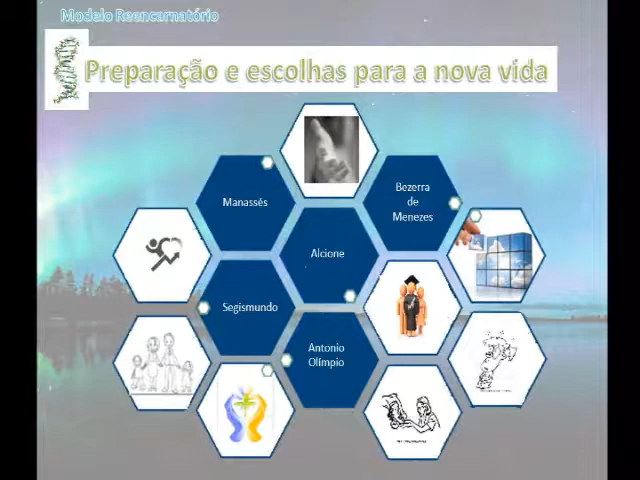 Modelo Reencarnatório
Preparação e escolhas para a nova vida
Manassés
Bezerra
de
Menezes
Alcione
Segismundo
Antonio
Olímpio